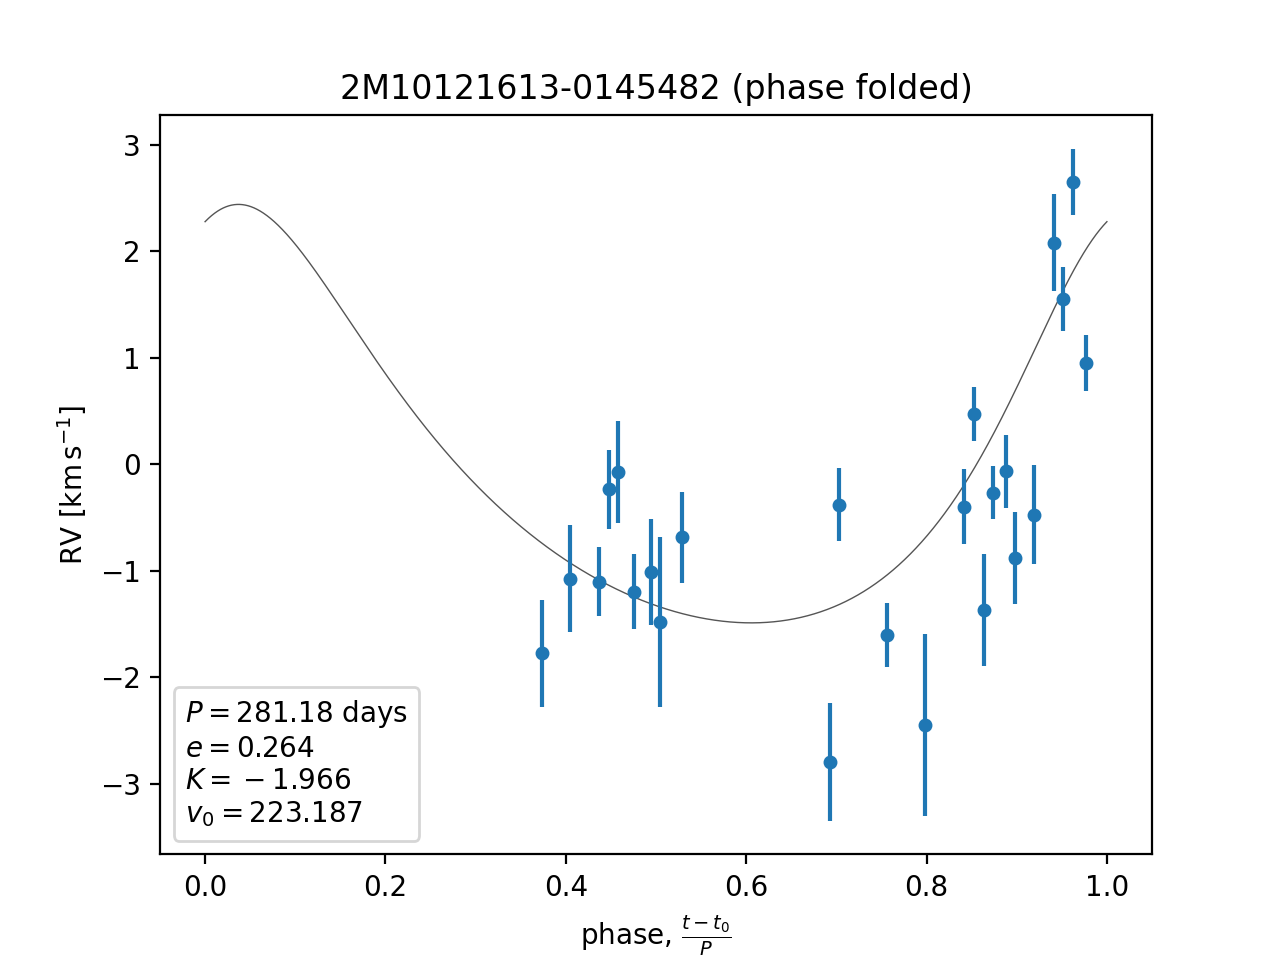 2M10121613-0145482 (phase folded)
3
2
1
0
−1
−2
−3
RV [km s⁻¹]
P = 281.18 days
e = 0.264
K = −1.966
v₀ = 223.187
0.0 0.2 0.4 0.6 0.8 1.0
phase, (t − t₀)/P